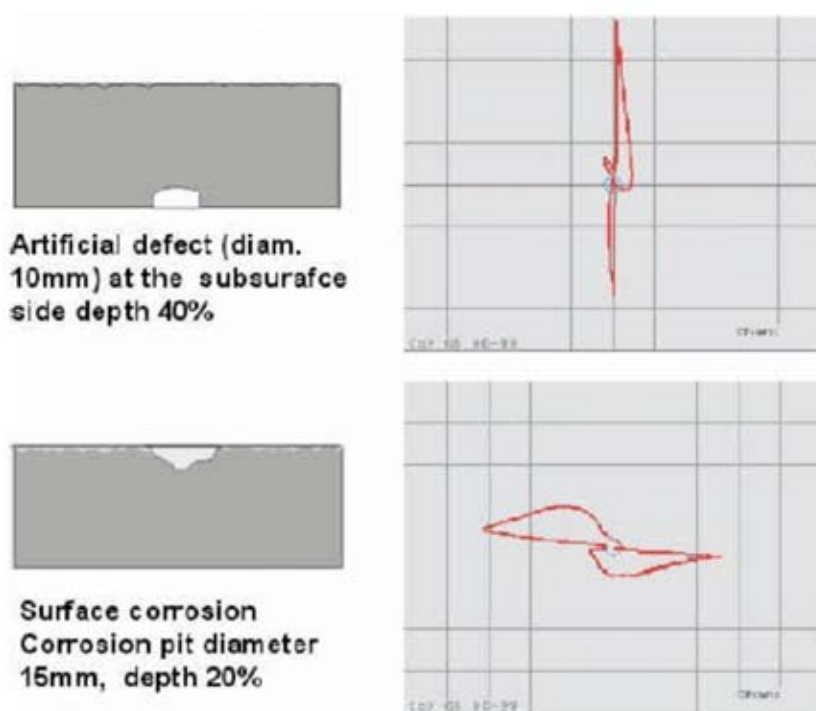 Artificial defect (diam.
10mm) at the subsurafce
side depth 40%
Surface corrosion
Corrosion pit diameter
15mm, depth 20%